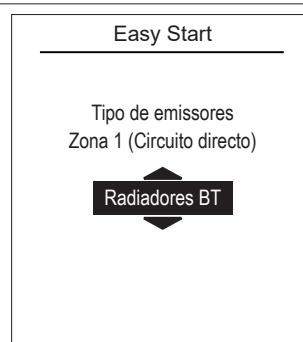 Easy Start
Tipo de emissores
Zona 1 (Circuito directo)
Radiadores BT